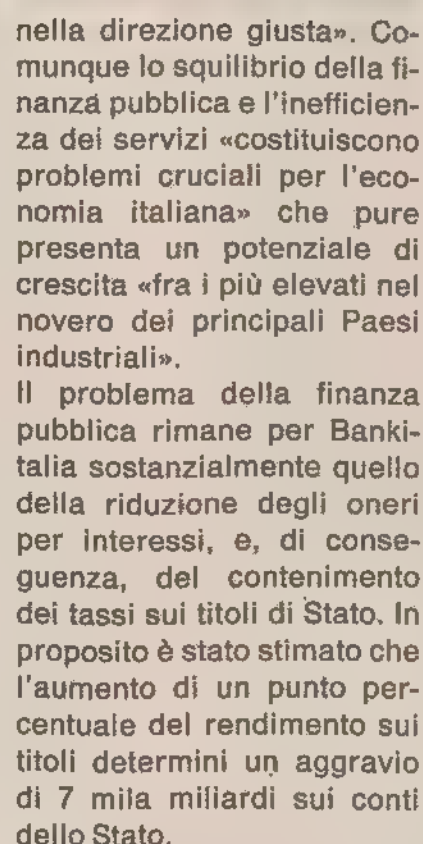 nella direzione giusta». Co-
munque lo squilibrio della fi-
nanza pubblica e l'inefficien-
za dei servizi «costituiscono
problemi cruciali per l'eco-
nomia italiana» che pure
presenta un potenziale di
crescita «fra i più elevati nel
novero dei principali Paesi
industriali».
Il problema della finanza
pubblica rimane per Banki-
talia sostanzialmente quello
della riduzione degli oneri
per interessi, e, di conse-
guenza, del contenimento
dei tassi sui titoli di Stato. In
proposito è stato stimato che
l'aumento di un punto per-
centuale del rendimento sui
titoli determini un aggravio
di 7 mila miliardi sui conti
dello Stato.